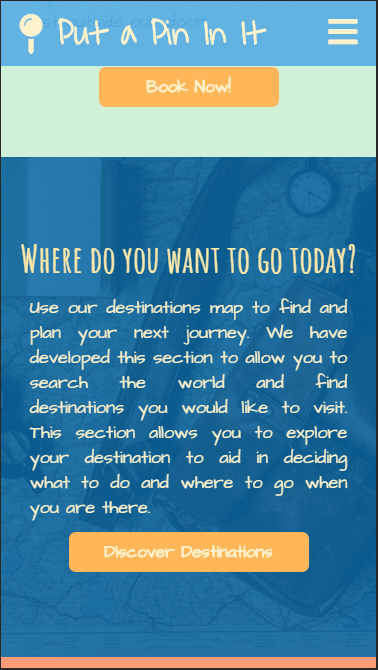 Put a Pin In It
Book Now!
Where do you want to go today?
Use our destinations map to find and
plan your next journey. We have
developed this section to allow you to
search the world and find
destinations you would like to visit.
This section allows you to explore
your destination to aid in deciding
what to do and where to go when
you are there.
Discover Destinations